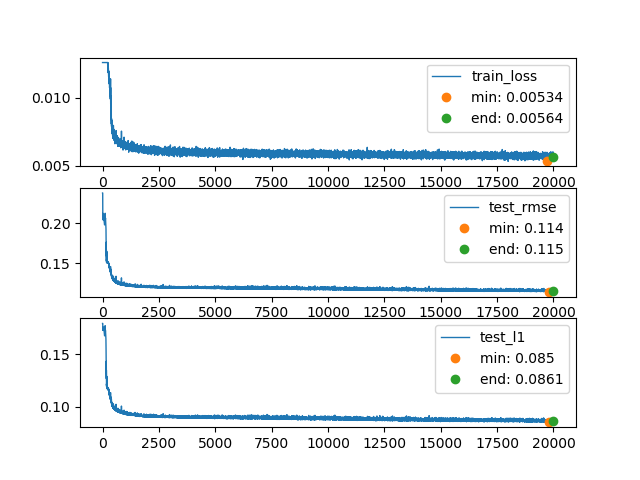 train_loss
min: 0.00534
end: 0.00564
0.010
0.005
0 2500 5000 7500 10000 12500 15000 17500 20000
test_rmse
min: 0.114
end: 0.115
0.20
0.15
0 2500 5000 7500 10000 12500 15000 17500 20000
test_l1
min: 0.085
end: 0.0861
0.15
0.10
0 2500 5000 7500 10000 12500 15000 17500 20000